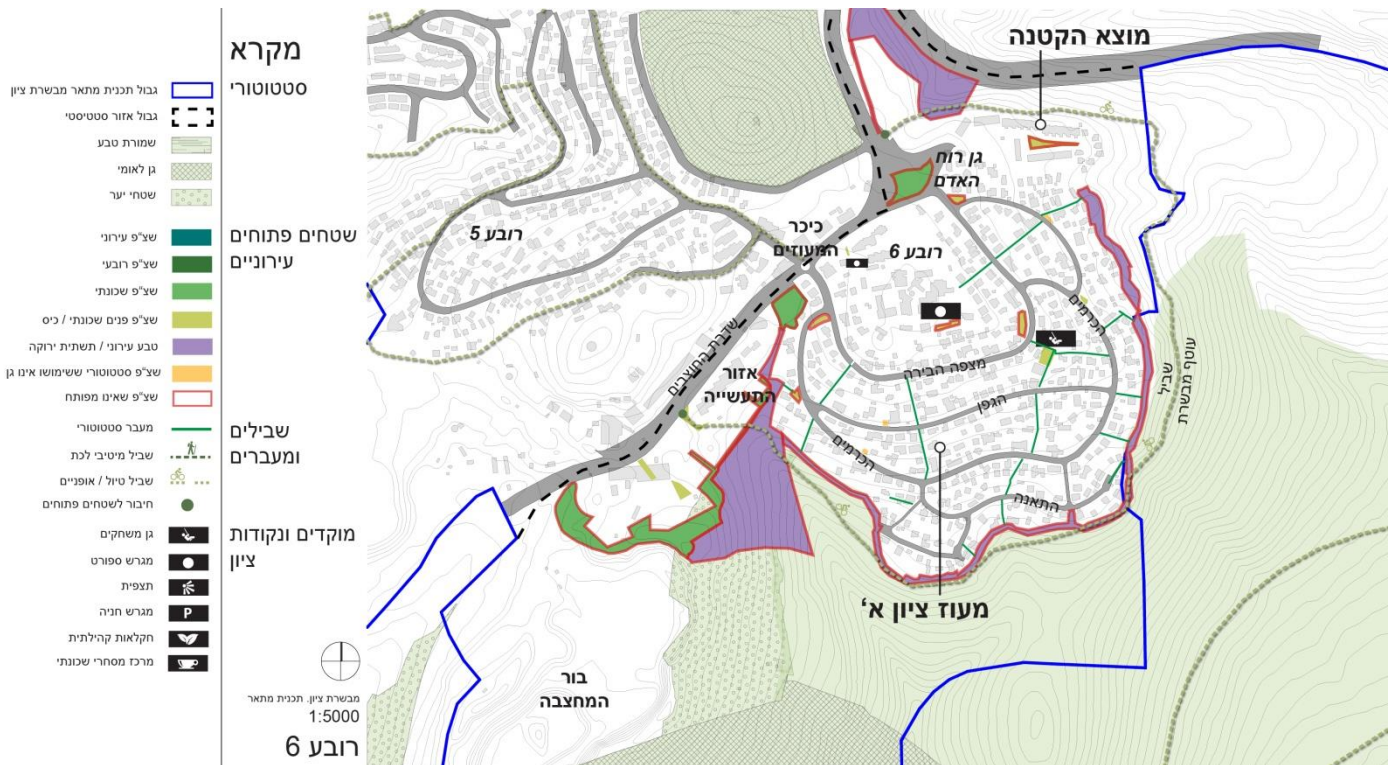 מקרא
סטטוטורי
גבול תכנית מתאר מבשרת ציון
גבול אזור סטטיסטי
שמורת טבע
גן לאומי
שטחי יער
שטחים פתוחים
עירוניים
שצ"פ עירוני
שצ"פ רובעי
שצ"פ שכונתי
שצ"פ פנים שכונתי / כיס
טבע עירוני / תשתית ירוקה
שצ"פ סטטוטורי ששימושו אינו גן
שצ"פ שאינו מפותח
שבילים
ומעברים
מעבר סטטוטורי
שביל מיטיבי לכת
שביל טיול / אופניים
חיבור לשטחים פתוחים
מוקדים ונקודות
ציון
גן משחקים
מגרש ספורט
תצפית
P
מגרש חניה
חקלאות קהילתית
מרכז מסחרי שכונתי
מבשרת ציון. תכנית מתאר
1:5000
רובע 6
מוצא הקטנה
גן רוח
האדם
כיכר
המעוזים
רובע 6
רובע 5
שדרת החוצבים
אזור
התעשייה
מצפה הבירה
הגפן
הכרמים
הכרמים
התאנה
שביל
עוטף מבשרת
מעוז ציון א'
בור
המחצבה